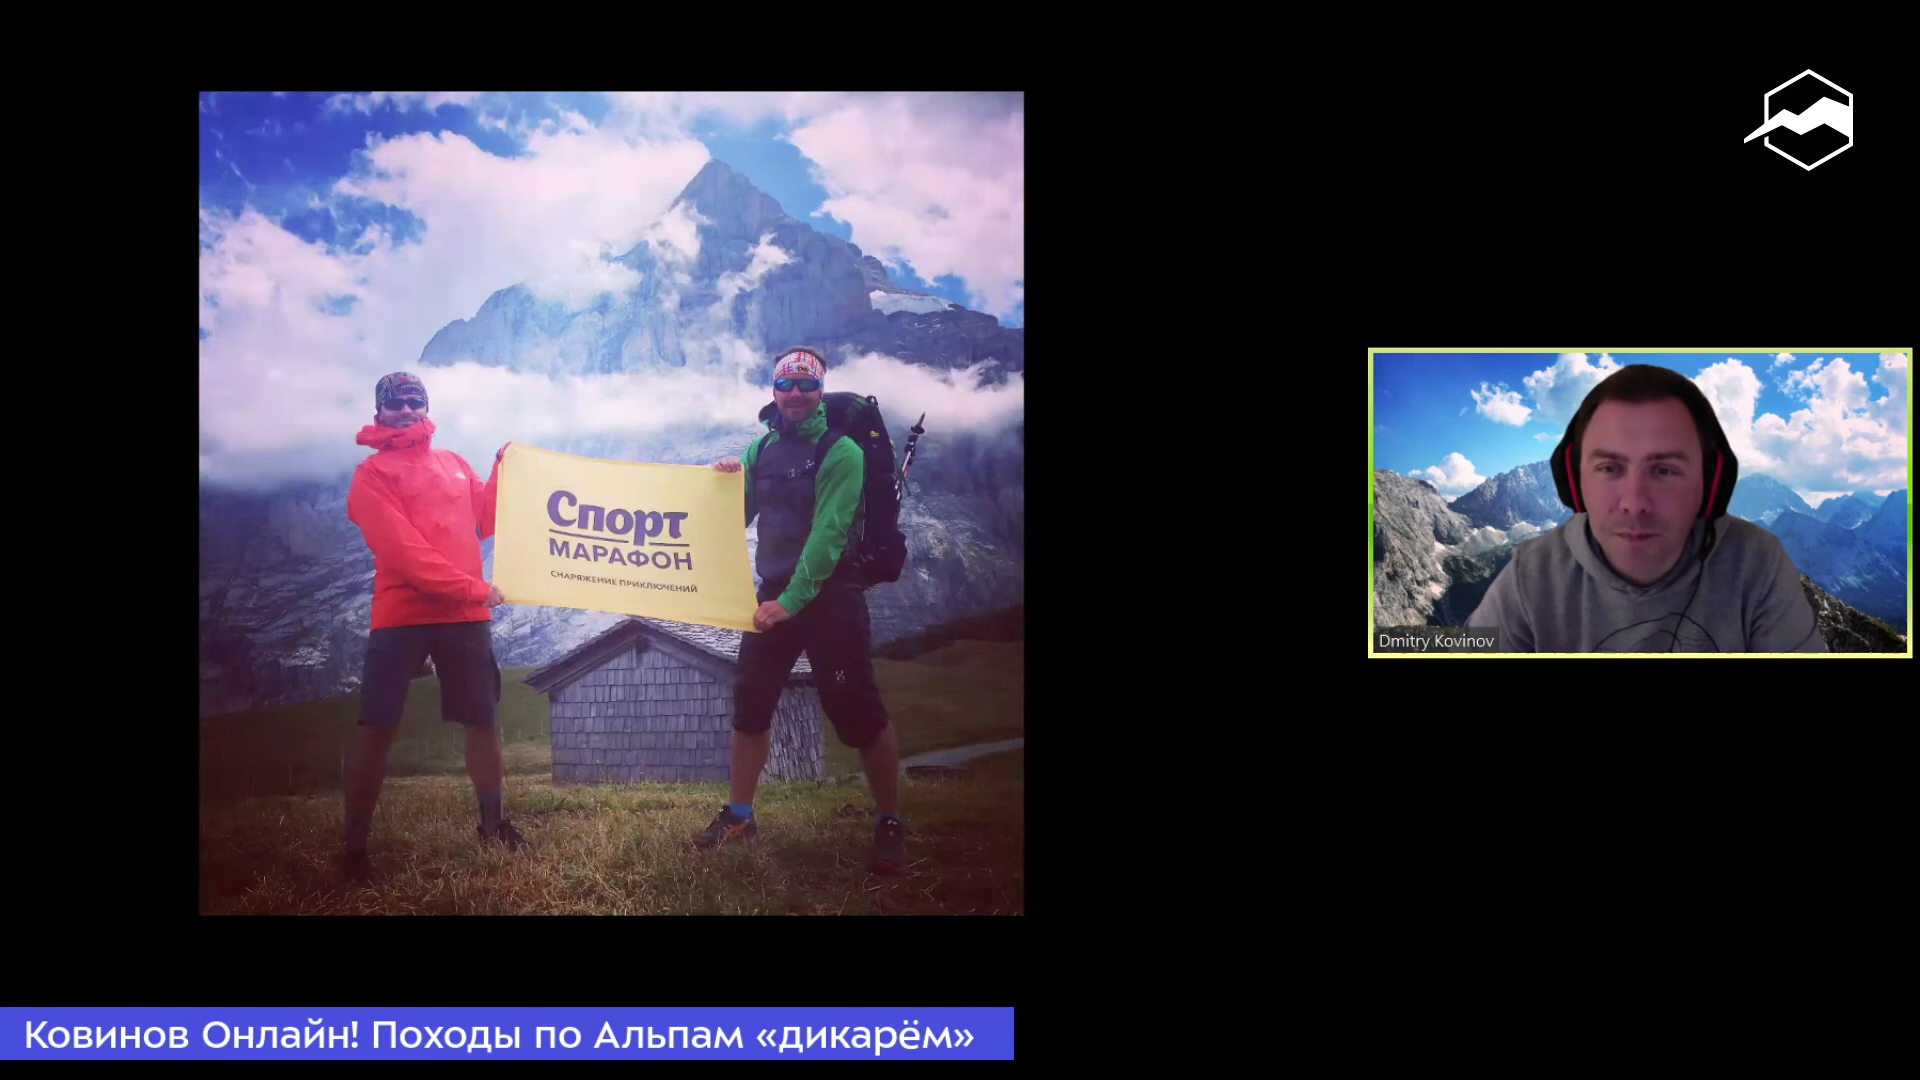 Спорт
МАРАФОН
СНАРЯЖЕНИЕ ПРИКЛЮЧЕНИЙ
Dmitry Kovinov
Ковинов Онлайн! Походы по Альпам «дикарём»